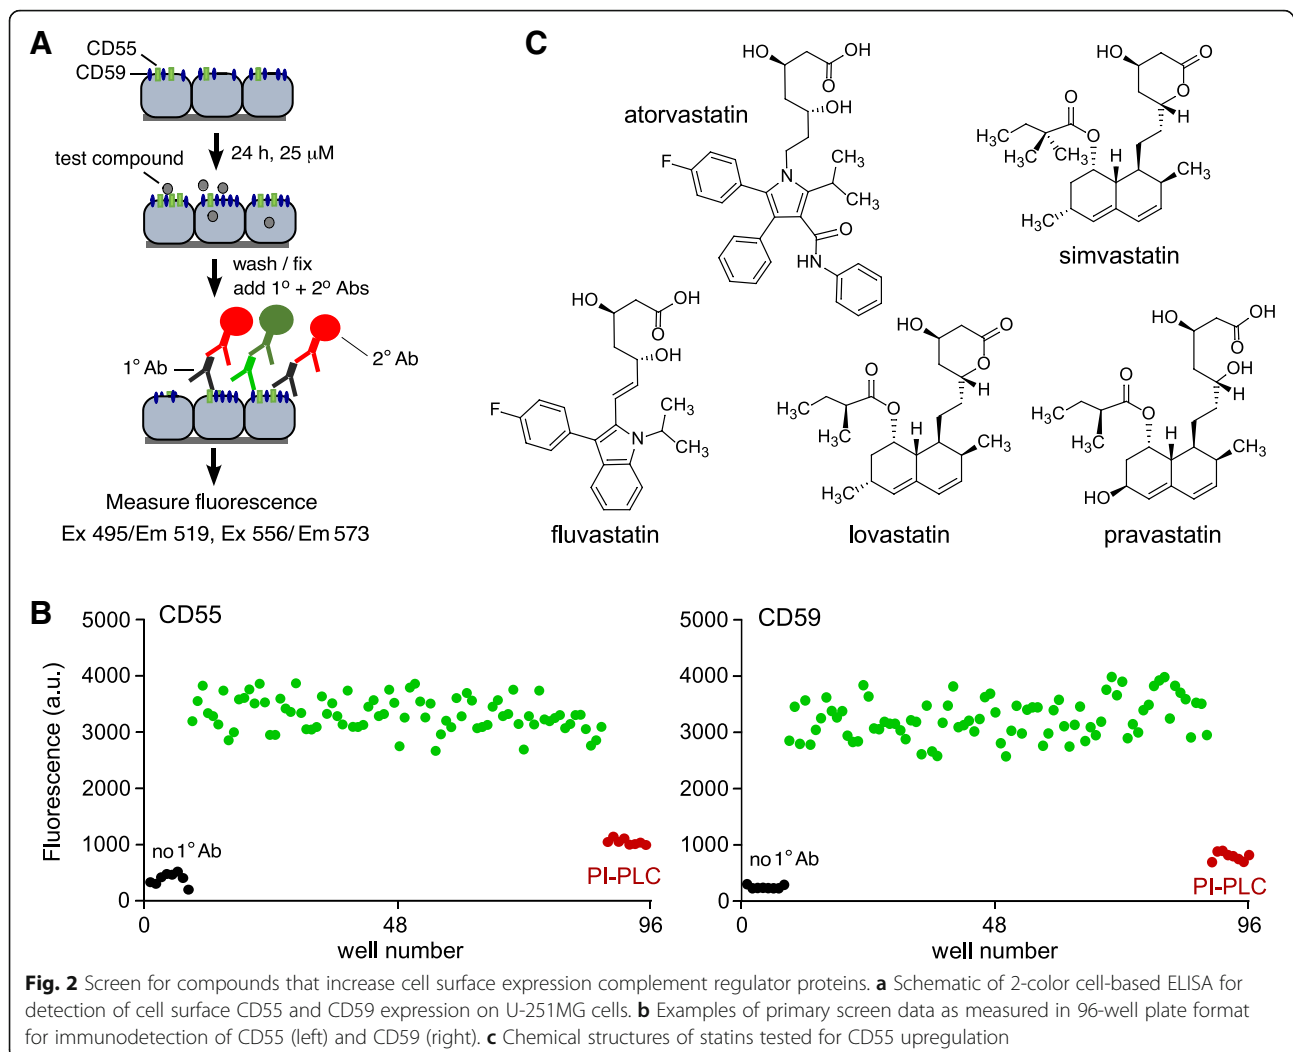 A
CD55
CD59
24 h, 25 μM
test compound
wash / fix
add 1° + 2° Abs
1° Ab
2° Ab
Measure fluorescence
Ex 495/Em 519, Ex 556/ Em 573
C
HO
OH
O
OH
atorvastatin
F
N
CH3
CH3
O
HN
HO
O
O
H
O
O
H3C
H3C
CH3
H
CH3
H3C
simvastatin
HO
OH
O
OH
F
CH3
N
CH3
fluvastatin
HO
O
O
H
O
O
H3C
H3C
H
CH3
H3C
lovastatin
HO
OH
O
OH
H
O
O
H3C
H3C
H
CH3
HO
pravastatin
B
CD55
Fluorescence (a.u.)
5000
4000
3000
2000
1000
0
no 1° Ab
PI-PLC
0
48
96
well number
CD59
5000
4000
3000
2000
1000
0
no 1° Ab
PI-PLC
0
48
96
well number
Fig. 2 Screen for compounds that increase cell surface expression complement regulator proteins. a Schematic of 2-color cell-based ELISA for
detection of cell surface CD55 and CD59 expression on U-251MG cells. b Examples of primary screen data as measured in 96-well plate format
for immunodetection of CD55 (left) and CD59 (right). c Chemical structures of statins tested for CD55 upregulation